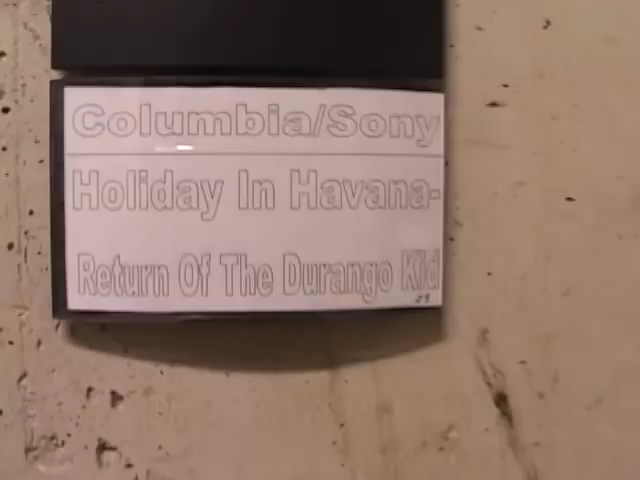 Columbia/Sony
Holiday In Havana-
Return Of The Durango Kid